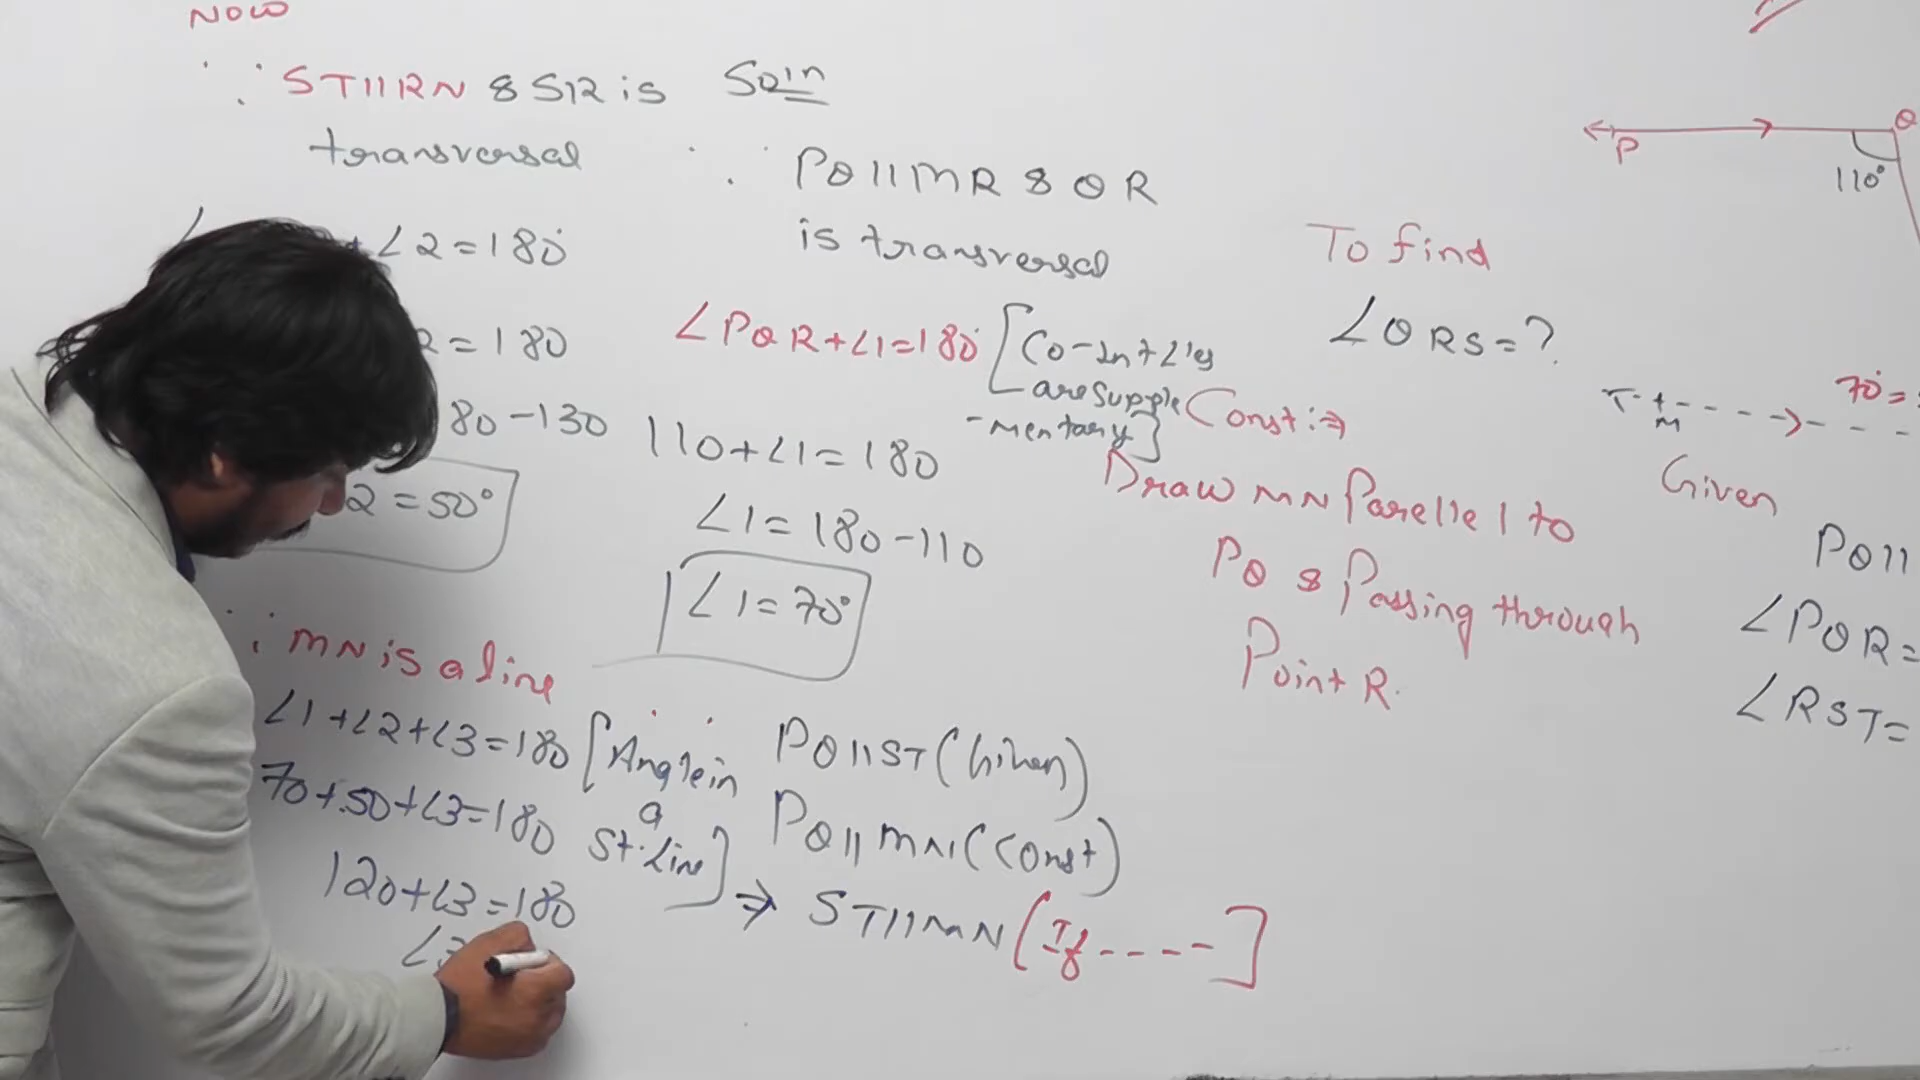 Now
∵ ST||RN & SR is
transversal
∠2=180°
=180
80-130
2=50°
∵ MN is a line
∠1+∠2+∠3=180 [Angle in
a
St. Line]
70+50+∠3=180
120+∠3=180
∠3
Soln
∵ PQ||MR & QR
is transversal
∠PQR+∠1=180° [Co-Int ∠'es
are supple
-mentary]
110+∠1=180
∠1=180-110
∠1=70°
∵ PQ||ST (Given)
PQ||MN (Const)
⇒ ST||MN (If----]
To find
∠QRS=?
Const:⇒
Draw MN Parellel to
PQ & Passing through
Point R.
P
Q
110°
T
M
70°=
Given
PQ||
∠PQR=
∠RST=